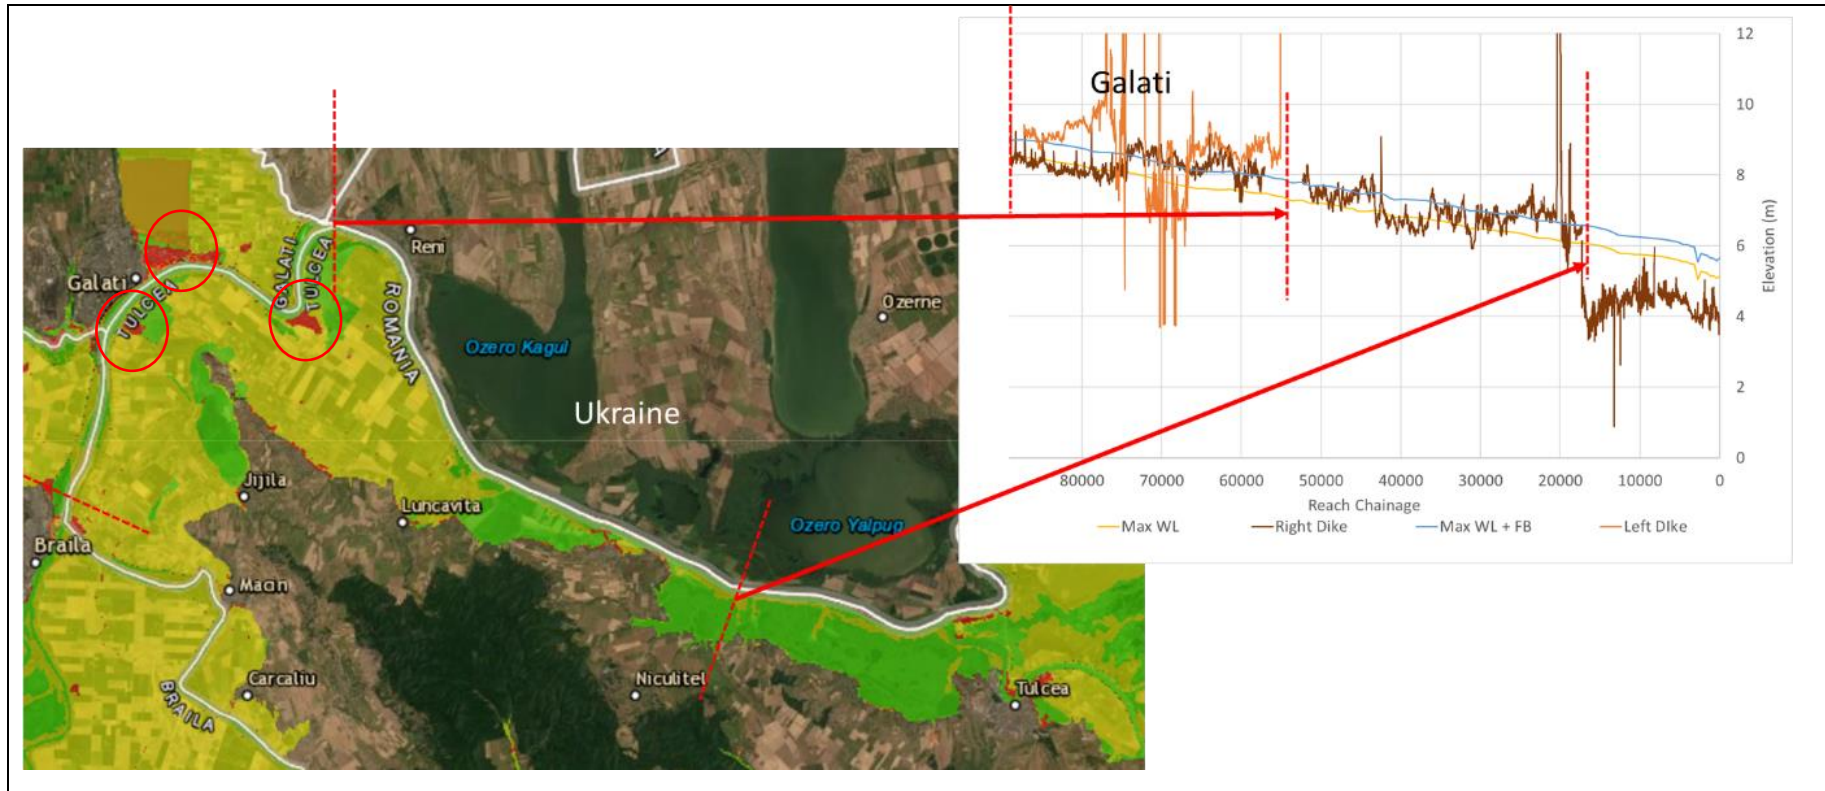 GALATI
TULCEA
Reni
Galati
TULCEA
ROMANIA
Ozerne
Ozero Kagul
Ukraine
Jijila
Luncavita
Ozero Yalpug
Braila
Macin
Carcaliu
Niculitel
Tulcea
BRAILA
Galati
12
10
8
6
4
2
0
Elevation (m)
80000 70000 60000 50000 40000 30000 20000 10000 0
Reach Chainage
Max WL Right Dike Max WL + FB Left DIke